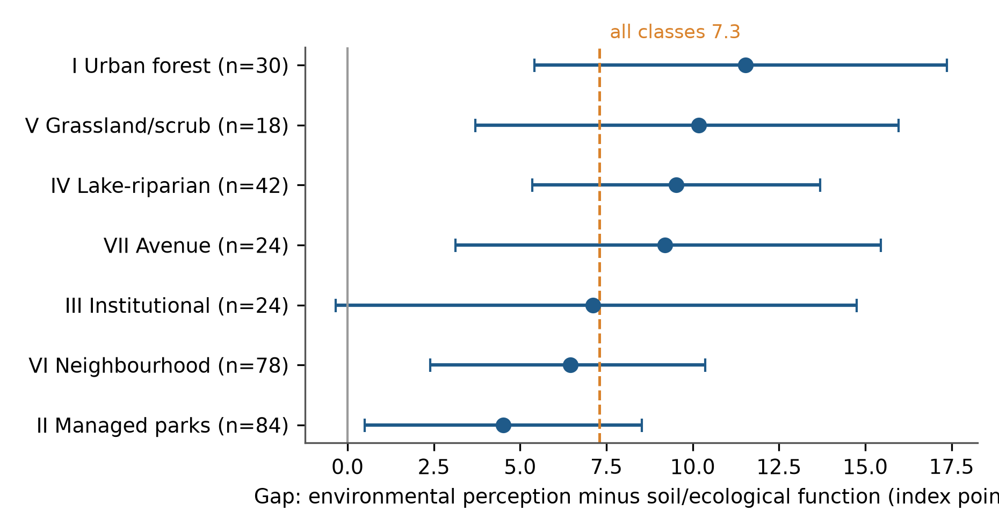 all classes 7.3
I Urban forest (n=30)
V Grassland/scrub (n=18)
IV Lake-riparian (n=42)
VII Avenue (n=24)
III Institutional (n=24)
VI Neighbourhood (n=78)
II Managed parks (n=84)
0.0 2.5 5.0 7.5 10.0 12.5 15.0 17.5
Gap: environmental perception minus soil/ecological function (index poin